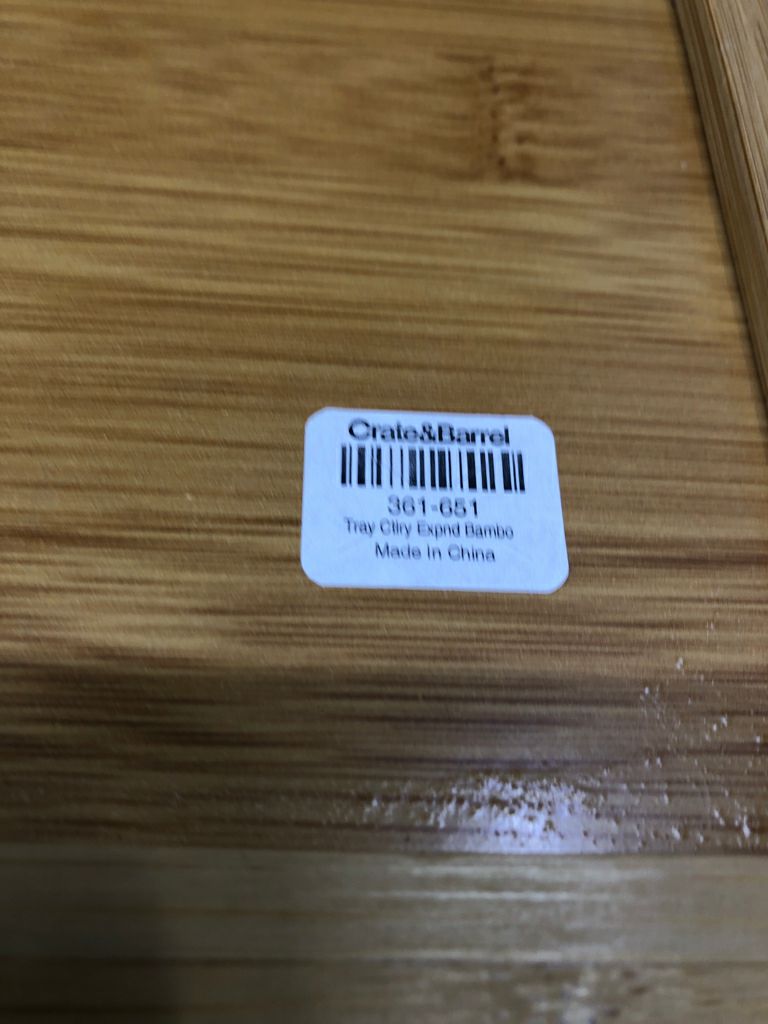 Crate&Barrel
361-651
Tray Ctlry Expnd Bambo
Made In China